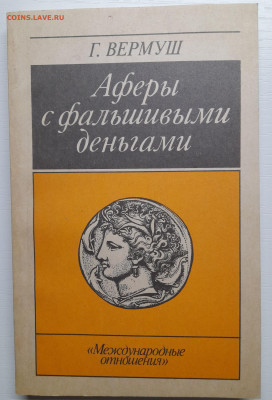 COINS.LAVE.RU
Г. ВЕРМУШ
Аферы
с фальшивыми
деньгами
«Международные
отношения»